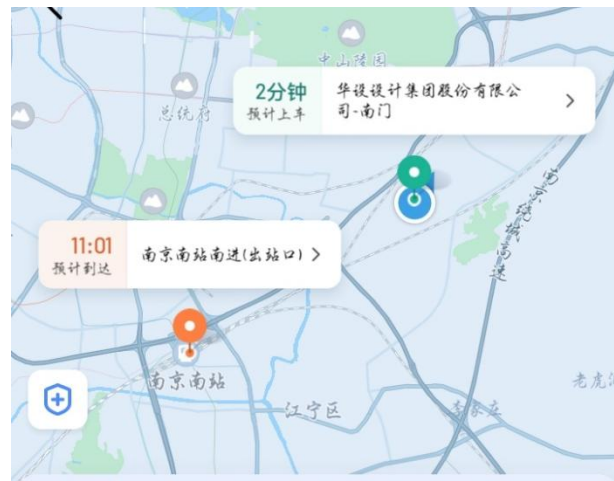 中山陵园
2分钟
预计上车
华设设计集团股份有限公
司-南门
总统府
南京绕城高速
11:01
预计到达
南京南站南进(出站口)
南京南站
江宁区